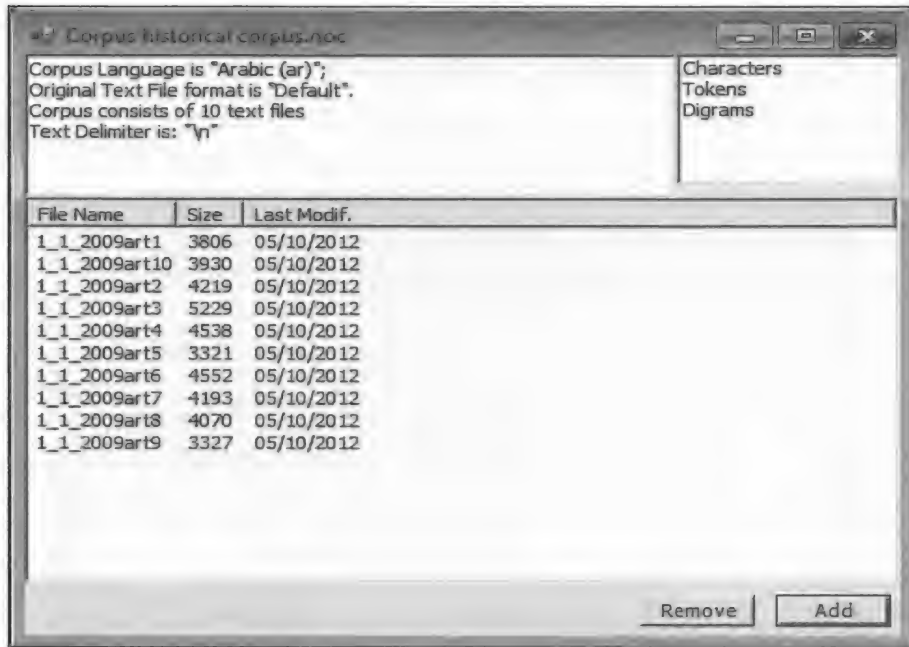 Corpus historical corpus.noc
Corpus Language is "Arabic (ar)";
Original Text File format is "Default".
Corpus consists of 10 text files
Text Delimiter is: "\n"
Characters
Tokens
Digrams
File Name Size Last Modif.
1_1_2009art1 3806 05/10/2012
1_1_2009art10 3930 05/10/2012
1_1_2009art2 4219 05/10/2012
1_1_2009art3 5229 05/10/2012
1_1_2009art4 4538 05/10/2012
1_1_2009art5 3321 05/10/2012
1_1_2009art6 4552 05/10/2012
1_1_2009art7 4193 05/10/2012
1_1_2009art8 4070 05/10/2012
1_1_2009art9 3327 05/10/2012
Remove Add